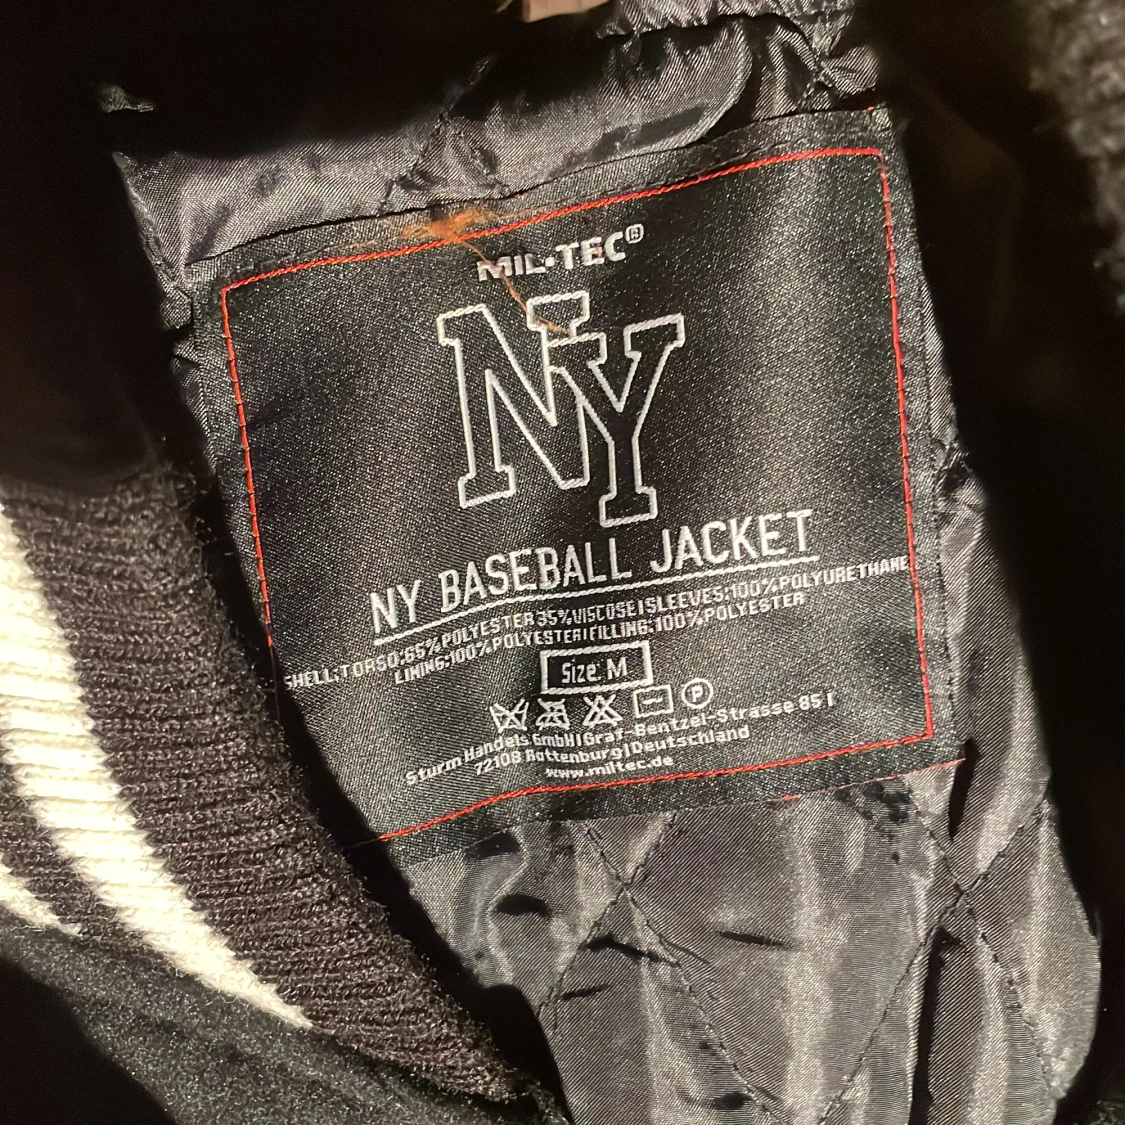 MIL-TEC®
NY
NY BASEBALL JACKET
SHELL:TORSO:65%POLYESTER 35%VISCOSE|SLEEVES:100%POLYURETHANE
LINING:100%POLYESTER|FILLING:100%POLYESTER
Size: M
P
Sturm Handels GmbH|Graf-Bentzel-Strasse 85 |
72108 Rottenburg|Deutschland
www.miltec.de